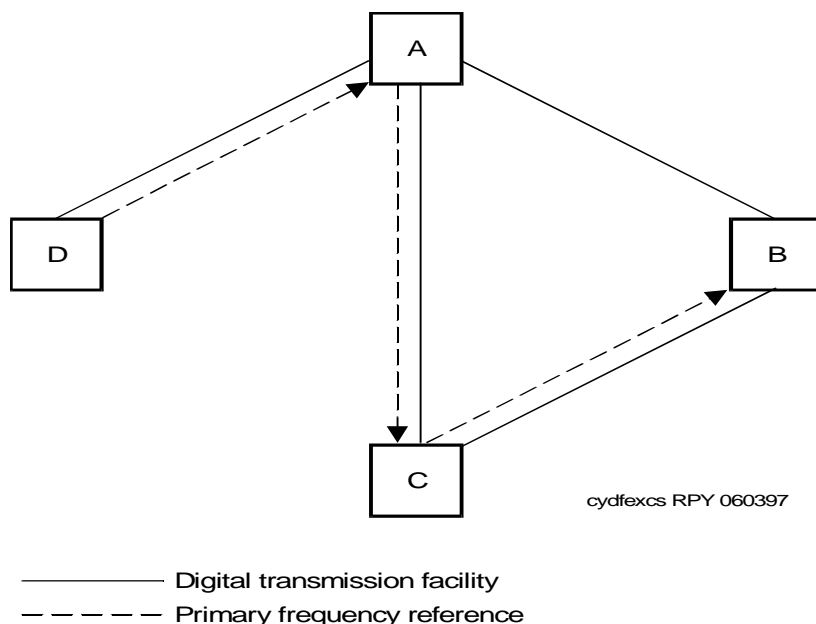 A
D
B
C
cydfexcs RPY 060397
Digital transmission facility
Primary frequency reference